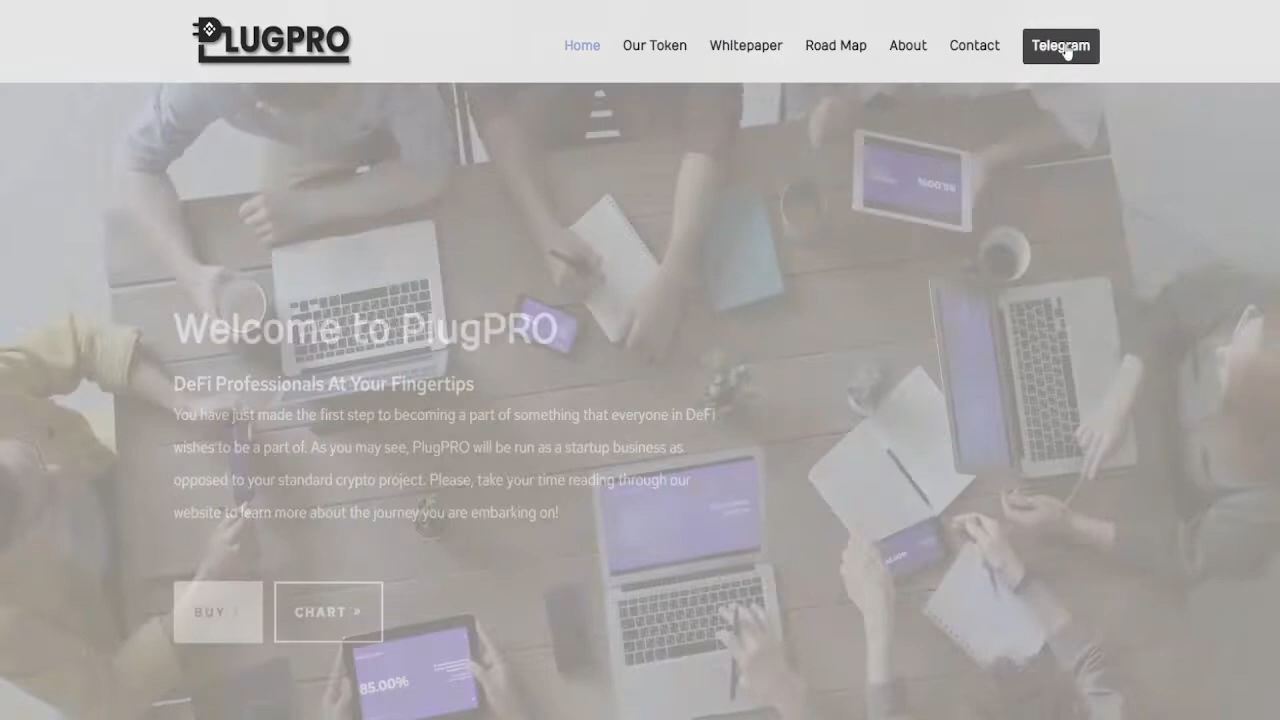 PLUGPRO
Home Our Token Whitepaper Road Map About Contact Telegram
85.00%
Welcome to PlugPRO
DeFi Professionals At Your Fingertips
You have just made the first step to becoming a part of something that everyone in DeFi
wishes to be a part of. As you may see, PlugPRO will be run as a startup business as
opposed to your standard crypto project. Please, take your time reading through our
website to learn more about the journey you are embarking on!
BUY
CHART »
85.00%